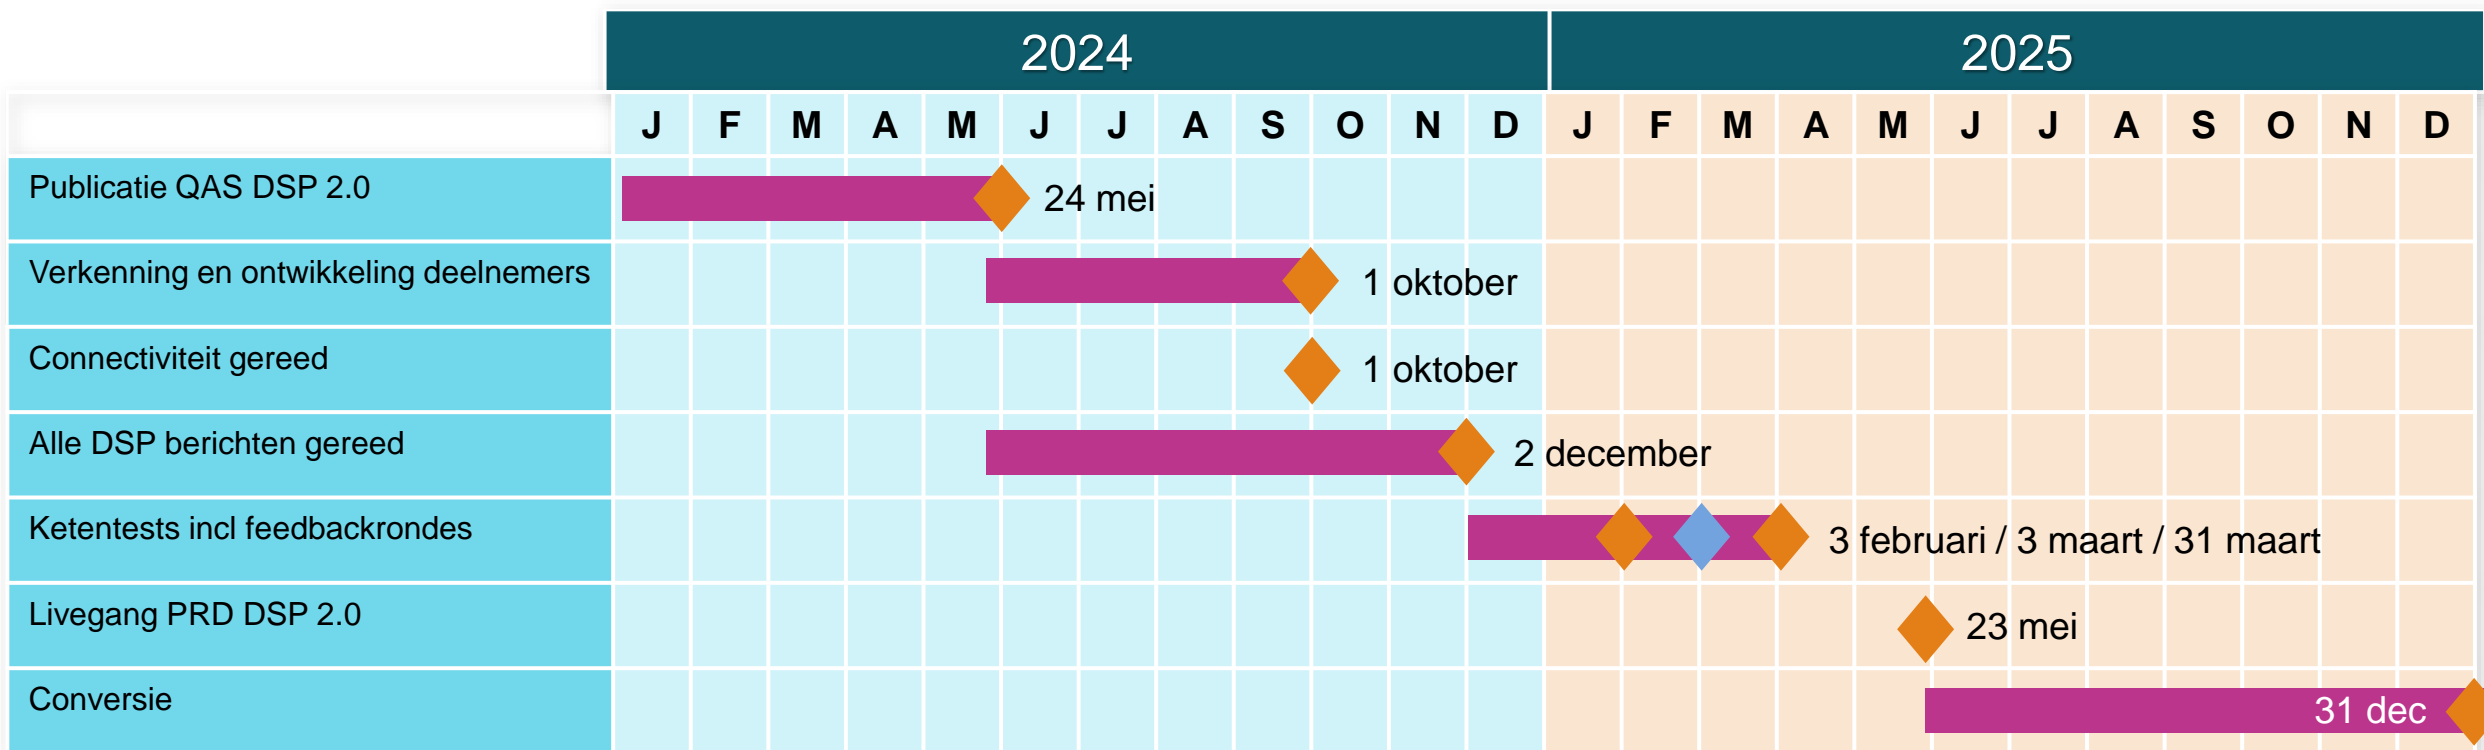 2024 2025
J F M A M J J A S O N D J F M A M J J A S O N D
Publicatie QAS DSP 2.0 24 mei
Verkenning en ontwikkeling deelnemers 1 oktober
Connectiviteit gereed 1 oktober
Alle DSP berichten gereed 2 december
Ketentests incl feedbackrondes 3 februari / 3 maart / 31 maart
Livegang PRD DSP 2.0 23 mei
Conversie 31 dec